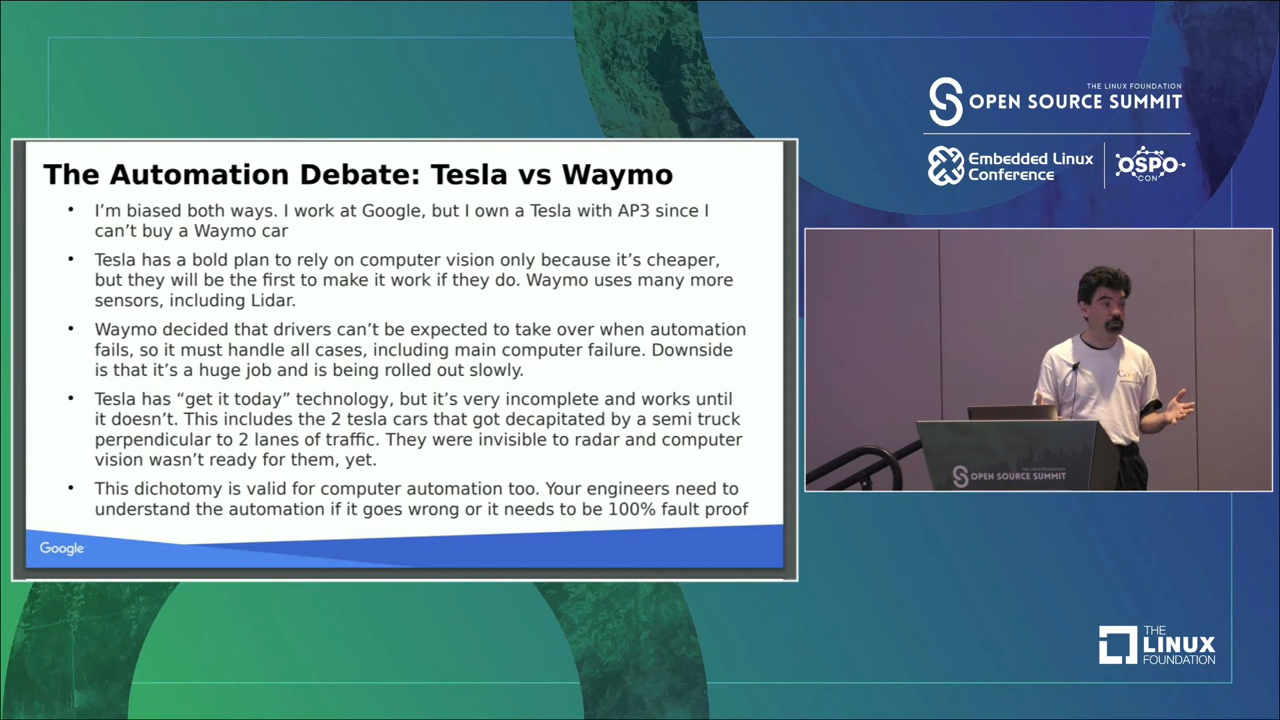 The Automation Debate: Tesla vs Waymo
• I’m biased both ways. I work at Google, but I own a Tesla with AP3 since I
can’t buy a Waymo car
• Tesla has a bold plan to rely on computer vision only because it’s cheaper,
but they will be the first to make it work if they do. Waymo uses many more
sensors, including Lidar.
• Waymo decided that drivers can’t be expected to take over when automation
fails, so it must handle all cases, including main computer failure. Downside
is that it’s a huge job and is being rolled out slowly.
• Tesla has “get it today” technology, but it’s very incomplete and works until
it doesn’t. This includes the 2 tesla cars that got decapitated by a semi truck
perpendicular to 2 lanes of traffic. They were invisible to radar and computer
vision wasn’t ready for them, yet.
• This dichotomy is valid for computer automation too. Your engineers need to
understand the automation if it goes wrong or it needs to be 100% fault proof
Google
THE LINUX FOUNDATION
OPEN SOURCE SUMMIT
Embedded Linux
Conference
OSPO
CON
OPEN SOURCE SUMMIT
THE
LINUX
FOUNDATION